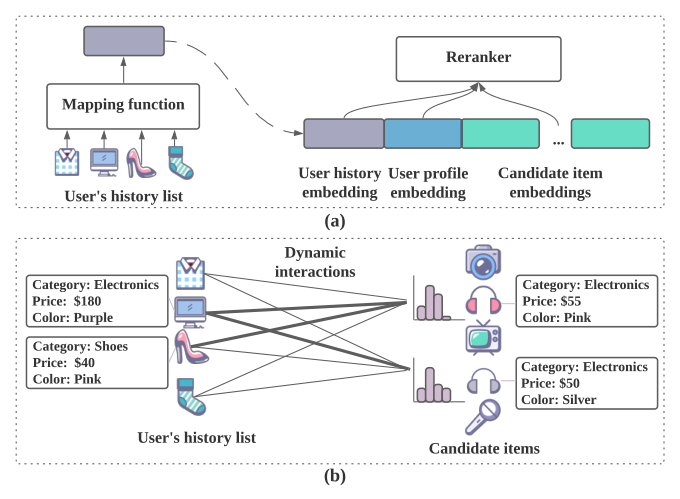 Reranker
Mapping function
...
User's history list
User history
embedding
User profile
embedding
Candidate item
embeddings
(a)
Dynamic
interactions
Category: Electronics
Price: $180
Color: Purple
Category: Shoes
Price: $40
Color: Pink
Category: Electronics
Price: $55
Color: Pink
Category: Electronics
Price: $50
Color: Silver
User's history list
Candidate items
(b)